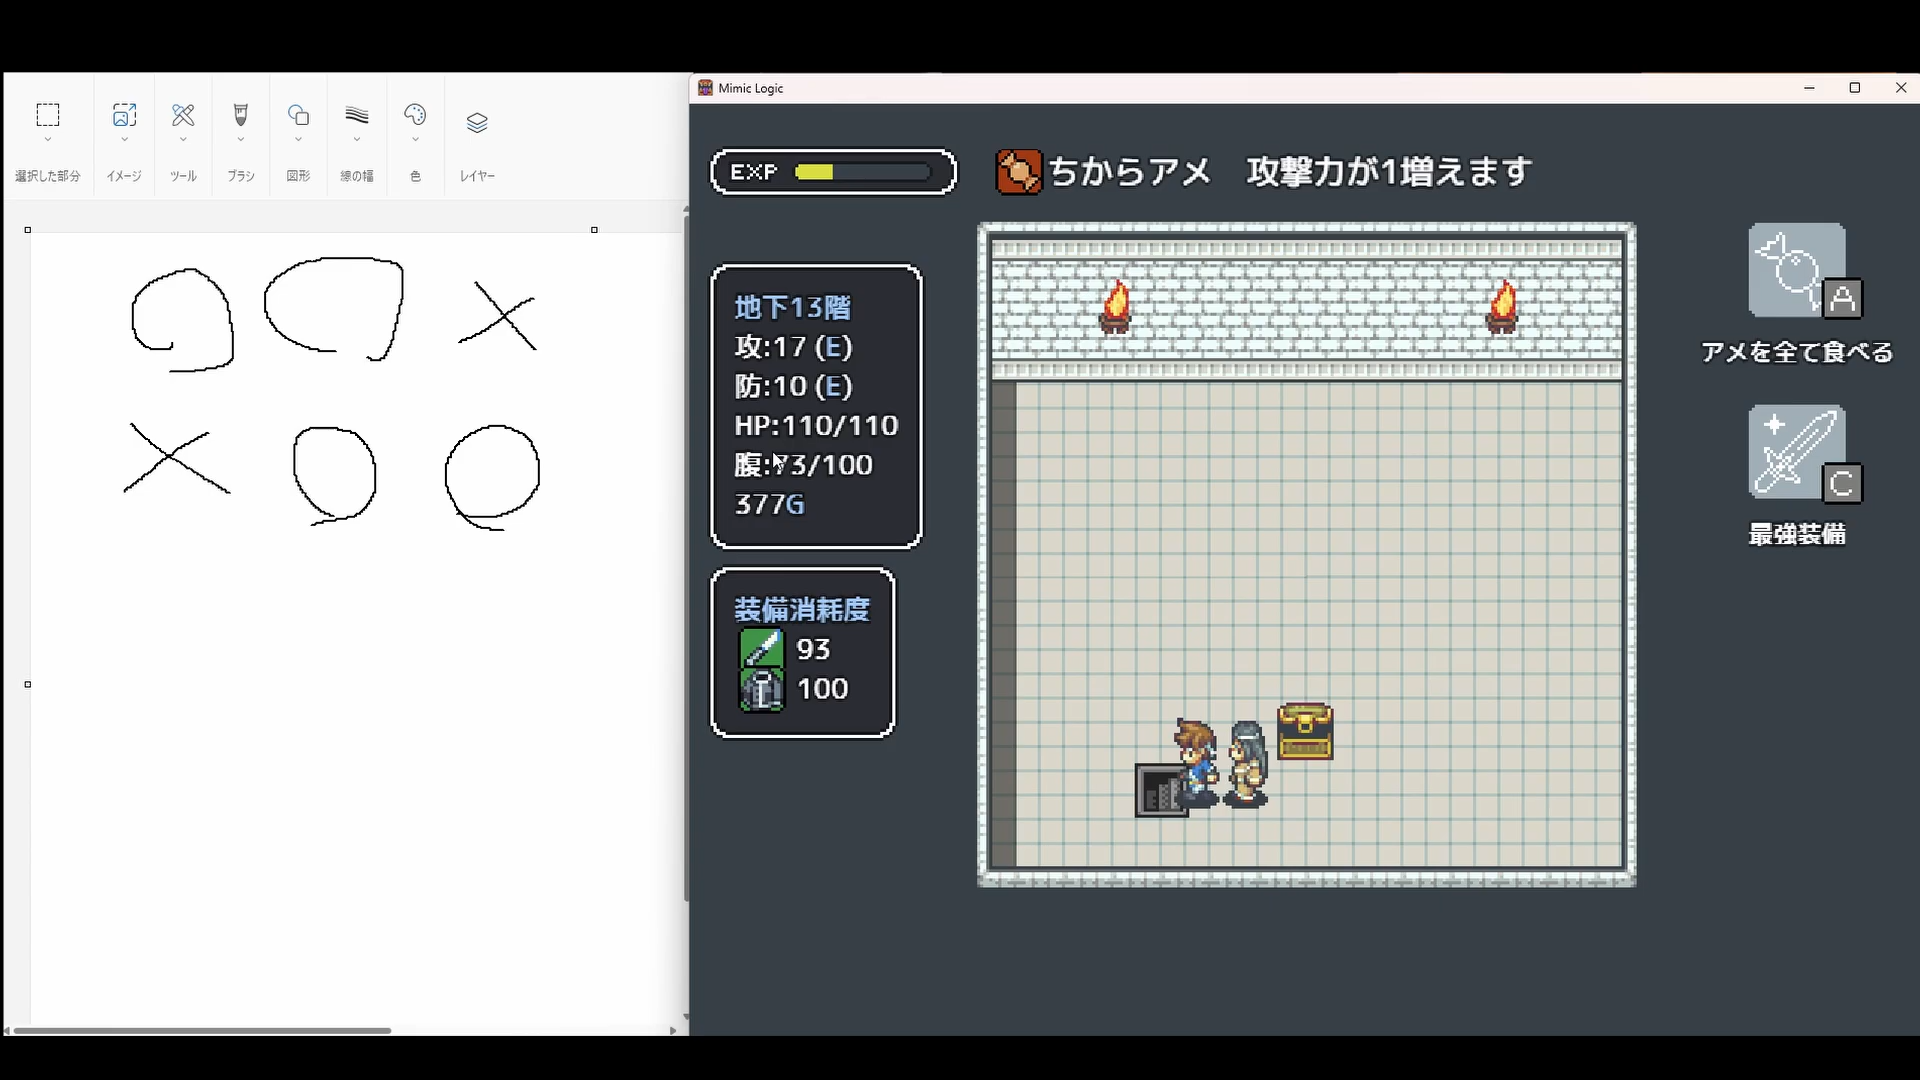 選択した部分 イメージ ツール ブラシ 図形 線の幅 色 レイヤー
Mimic Logic
EXP
ちからアメ 攻撃力が1増えます
地下13階
攻:17 (E)
防:10 (E)
HP:110/110
腹:73/100
377G
装備消耗度
93
100
A
アメを全て食べる
C
最強装備